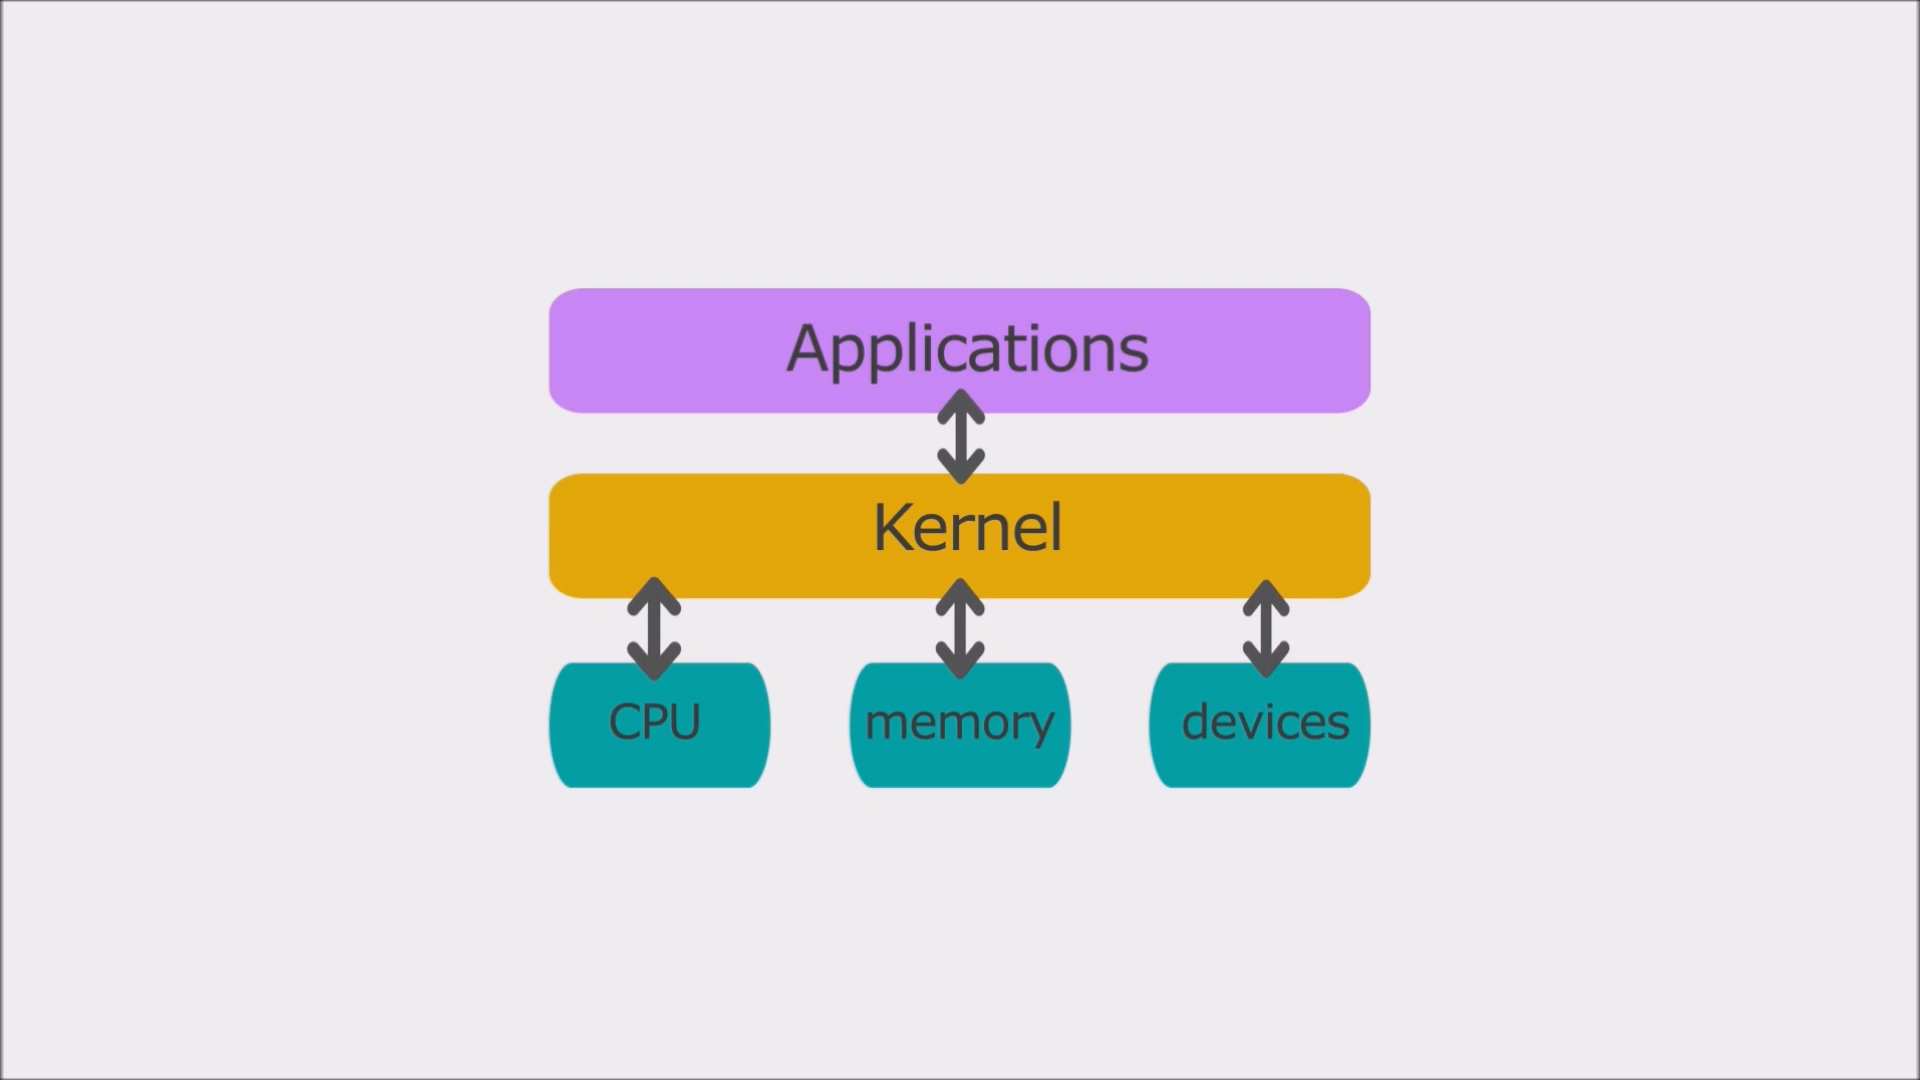 Applications
Kernel
CPU
memory
devices